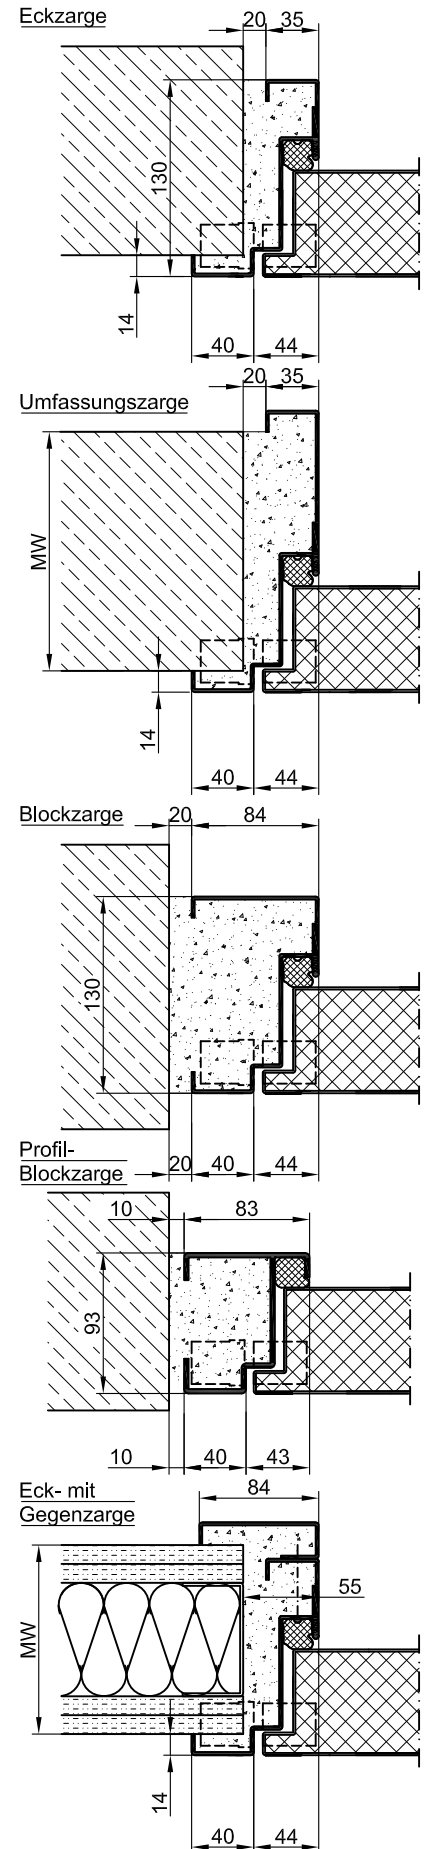 Eckzarge
20 35
130
14
40 44
20 35
Umfassungszarge
MW
14
40 44
Blockzarge
20 84
130
20 40 44
Profil-
Blockzarge
10 83
93
10 40 43
Eck- mit
Gegenzarge
84
55
MW
14
40 44